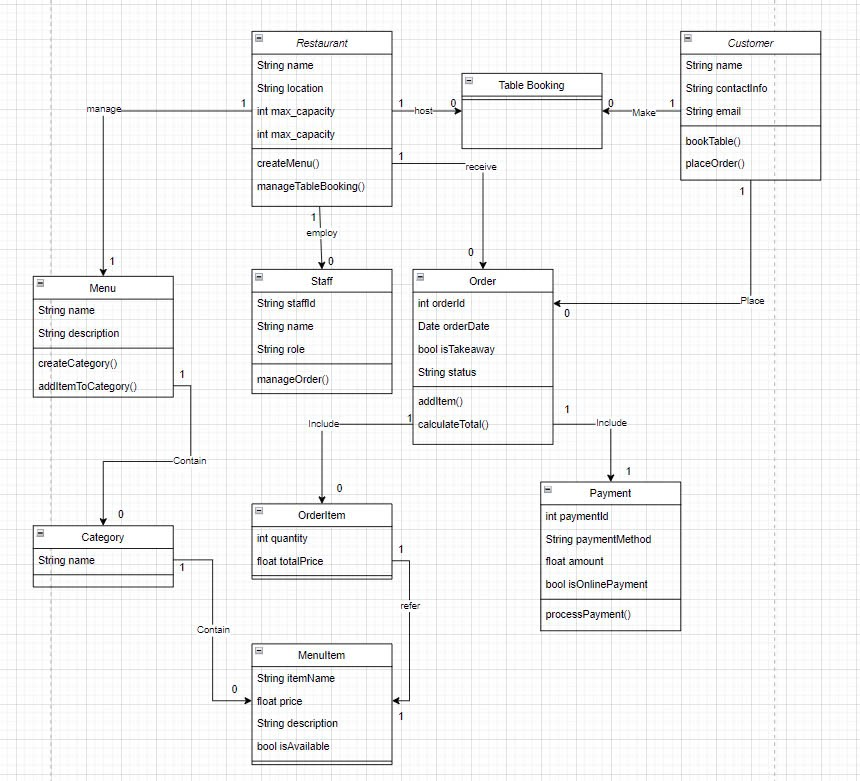 Restaurant
String name
String location
int max_capacity
int max_capacity
createMenu()
manageTableBooking()
Table Booking
Customer
String name
String contactInfo
String email
bookTable()
placeOrder()
manage
1
1
1
host
0
0
Make
1
1
receive
0
1
employ
0
1
Place
0
Menu
String name
String description
createCategory()
addItemToCategory()
Staff
String staffId
String name
String role
manageOrder()
Order
int orderId
Date orderDate
bool isTakeaway
String status
addItem()
calculateTotal()
1
Contain
0
1
Include
0
1
Include
1
Category
String name
OrderItem
int quantity
float totalPrice
Payment
int paymentId
String paymentMethod
float amount
bool isOnlinePayment
processPayment()
1
Contain
0
1
refer
1
MenuItem
String itemName
float price
String description
bool isAvailable